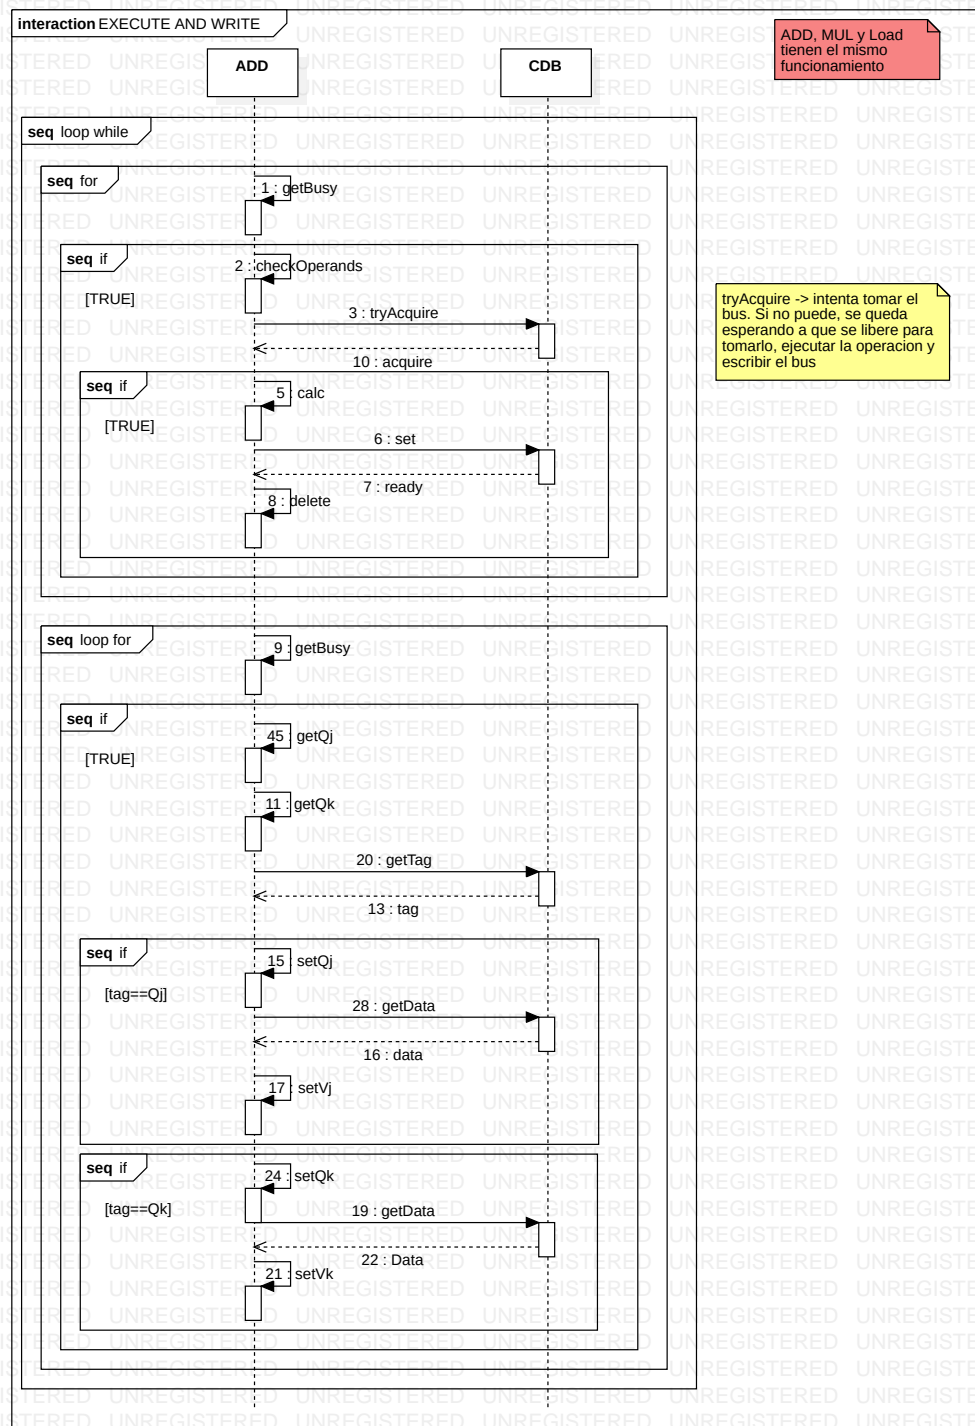 interaction EXECUTE AND WRITE
ADD, MUL y Load
tienen el mismo
funcionamiento
ADD
CDB
seq loop while
seq for
1 : getBusy
seq if
2 : checkOperands
[TRUE]
tryAcquire -> intenta tomar el
bus. Si no puede, se queda
esperando a que se libere para
tomarlo, ejecutar la operacion y
escribir el bus
3 : tryAcquire
10 : acquire
seq if
5 : calc
[TRUE]
6 : set
7 : ready
8 : delete
seq loop for
9 : getBusy
seq if
45 : getQj
[TRUE]
11 : getQk
20 : getTag
13 : tag
seq if
15 : setQj
[tag==Qj]
28 : getData
16 : data
17 : setVj
seq if
24 : setQk
[tag==Qk]
19 : getData
22 : Data
21 : setVk
UNREGISTERED